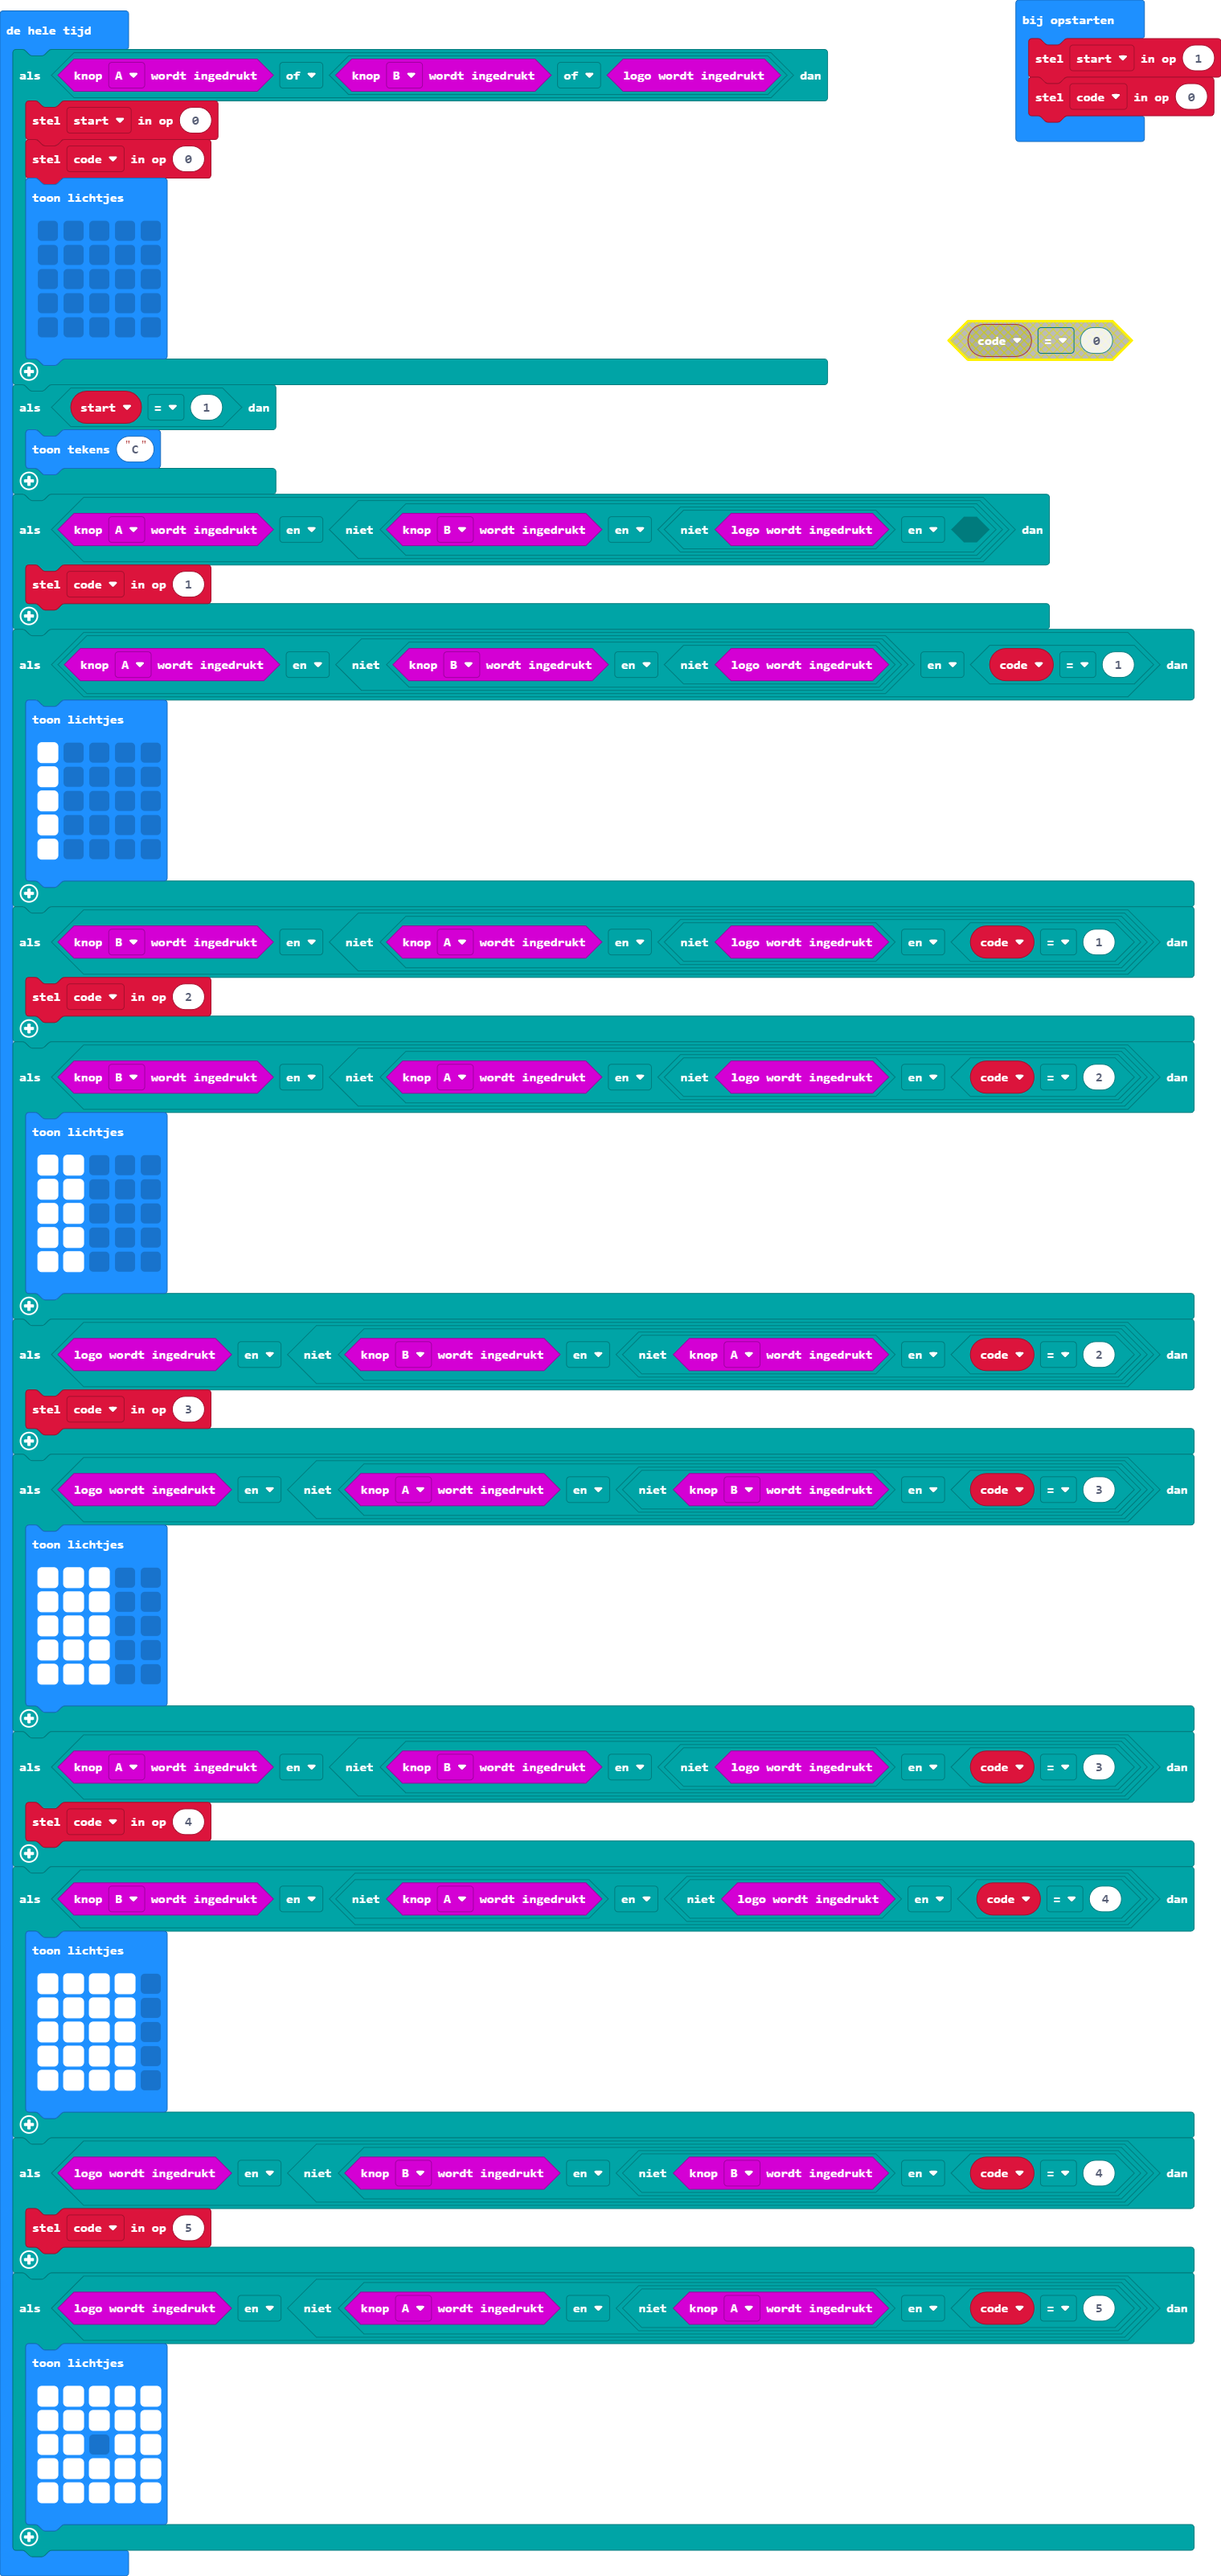 de hele tijd
bij opstarten
stel start in op 1
stel code in op 0
als knop A wordt ingedrukt of knop B wordt ingedrukt of logo wordt ingedrukt dan
stel start in op 0
stel code in op 0
toon lichtjes
code = 0
als start = 1 dan
toon tekens "C"
als knop A wordt ingedrukt en niet knop B wordt ingedrukt en niet logo wordt ingedrukt en dan
stel code in op 1
als knop A wordt ingedrukt en niet knop B wordt ingedrukt en niet logo wordt ingedrukt en code = 1 dan
toon lichtjes
als knop B wordt ingedrukt en niet knop A wordt ingedrukt en niet logo wordt ingedrukt en code = 1 dan
stel code in op 2
als knop B wordt ingedrukt en niet knop A wordt ingedrukt en niet logo wordt ingedrukt en code = 2 dan
toon lichtjes
als logo wordt ingedrukt en niet knop B wordt ingedrukt en niet knop A wordt ingedrukt en code = 2 dan
stel code in op 3
als logo wordt ingedrukt en niet knop A wordt ingedrukt en niet knop B wordt ingedrukt en code = 3 dan
toon lichtjes
als knop A wordt ingedrukt en niet knop B wordt ingedrukt en niet logo wordt ingedrukt en code = 3 dan
stel code in op 4
als knop B wordt ingedrukt en niet knop A wordt ingedrukt en niet logo wordt ingedrukt en code = 4 dan
toon lichtjes
als logo wordt ingedrukt en niet knop B wordt ingedrukt en niet knop B wordt ingedrukt en code = 4 dan
stel code in op 5
als logo wordt ingedrukt en niet knop A wordt ingedrukt en niet knop A wordt ingedrukt en code = 5 dan
toon lichtjes